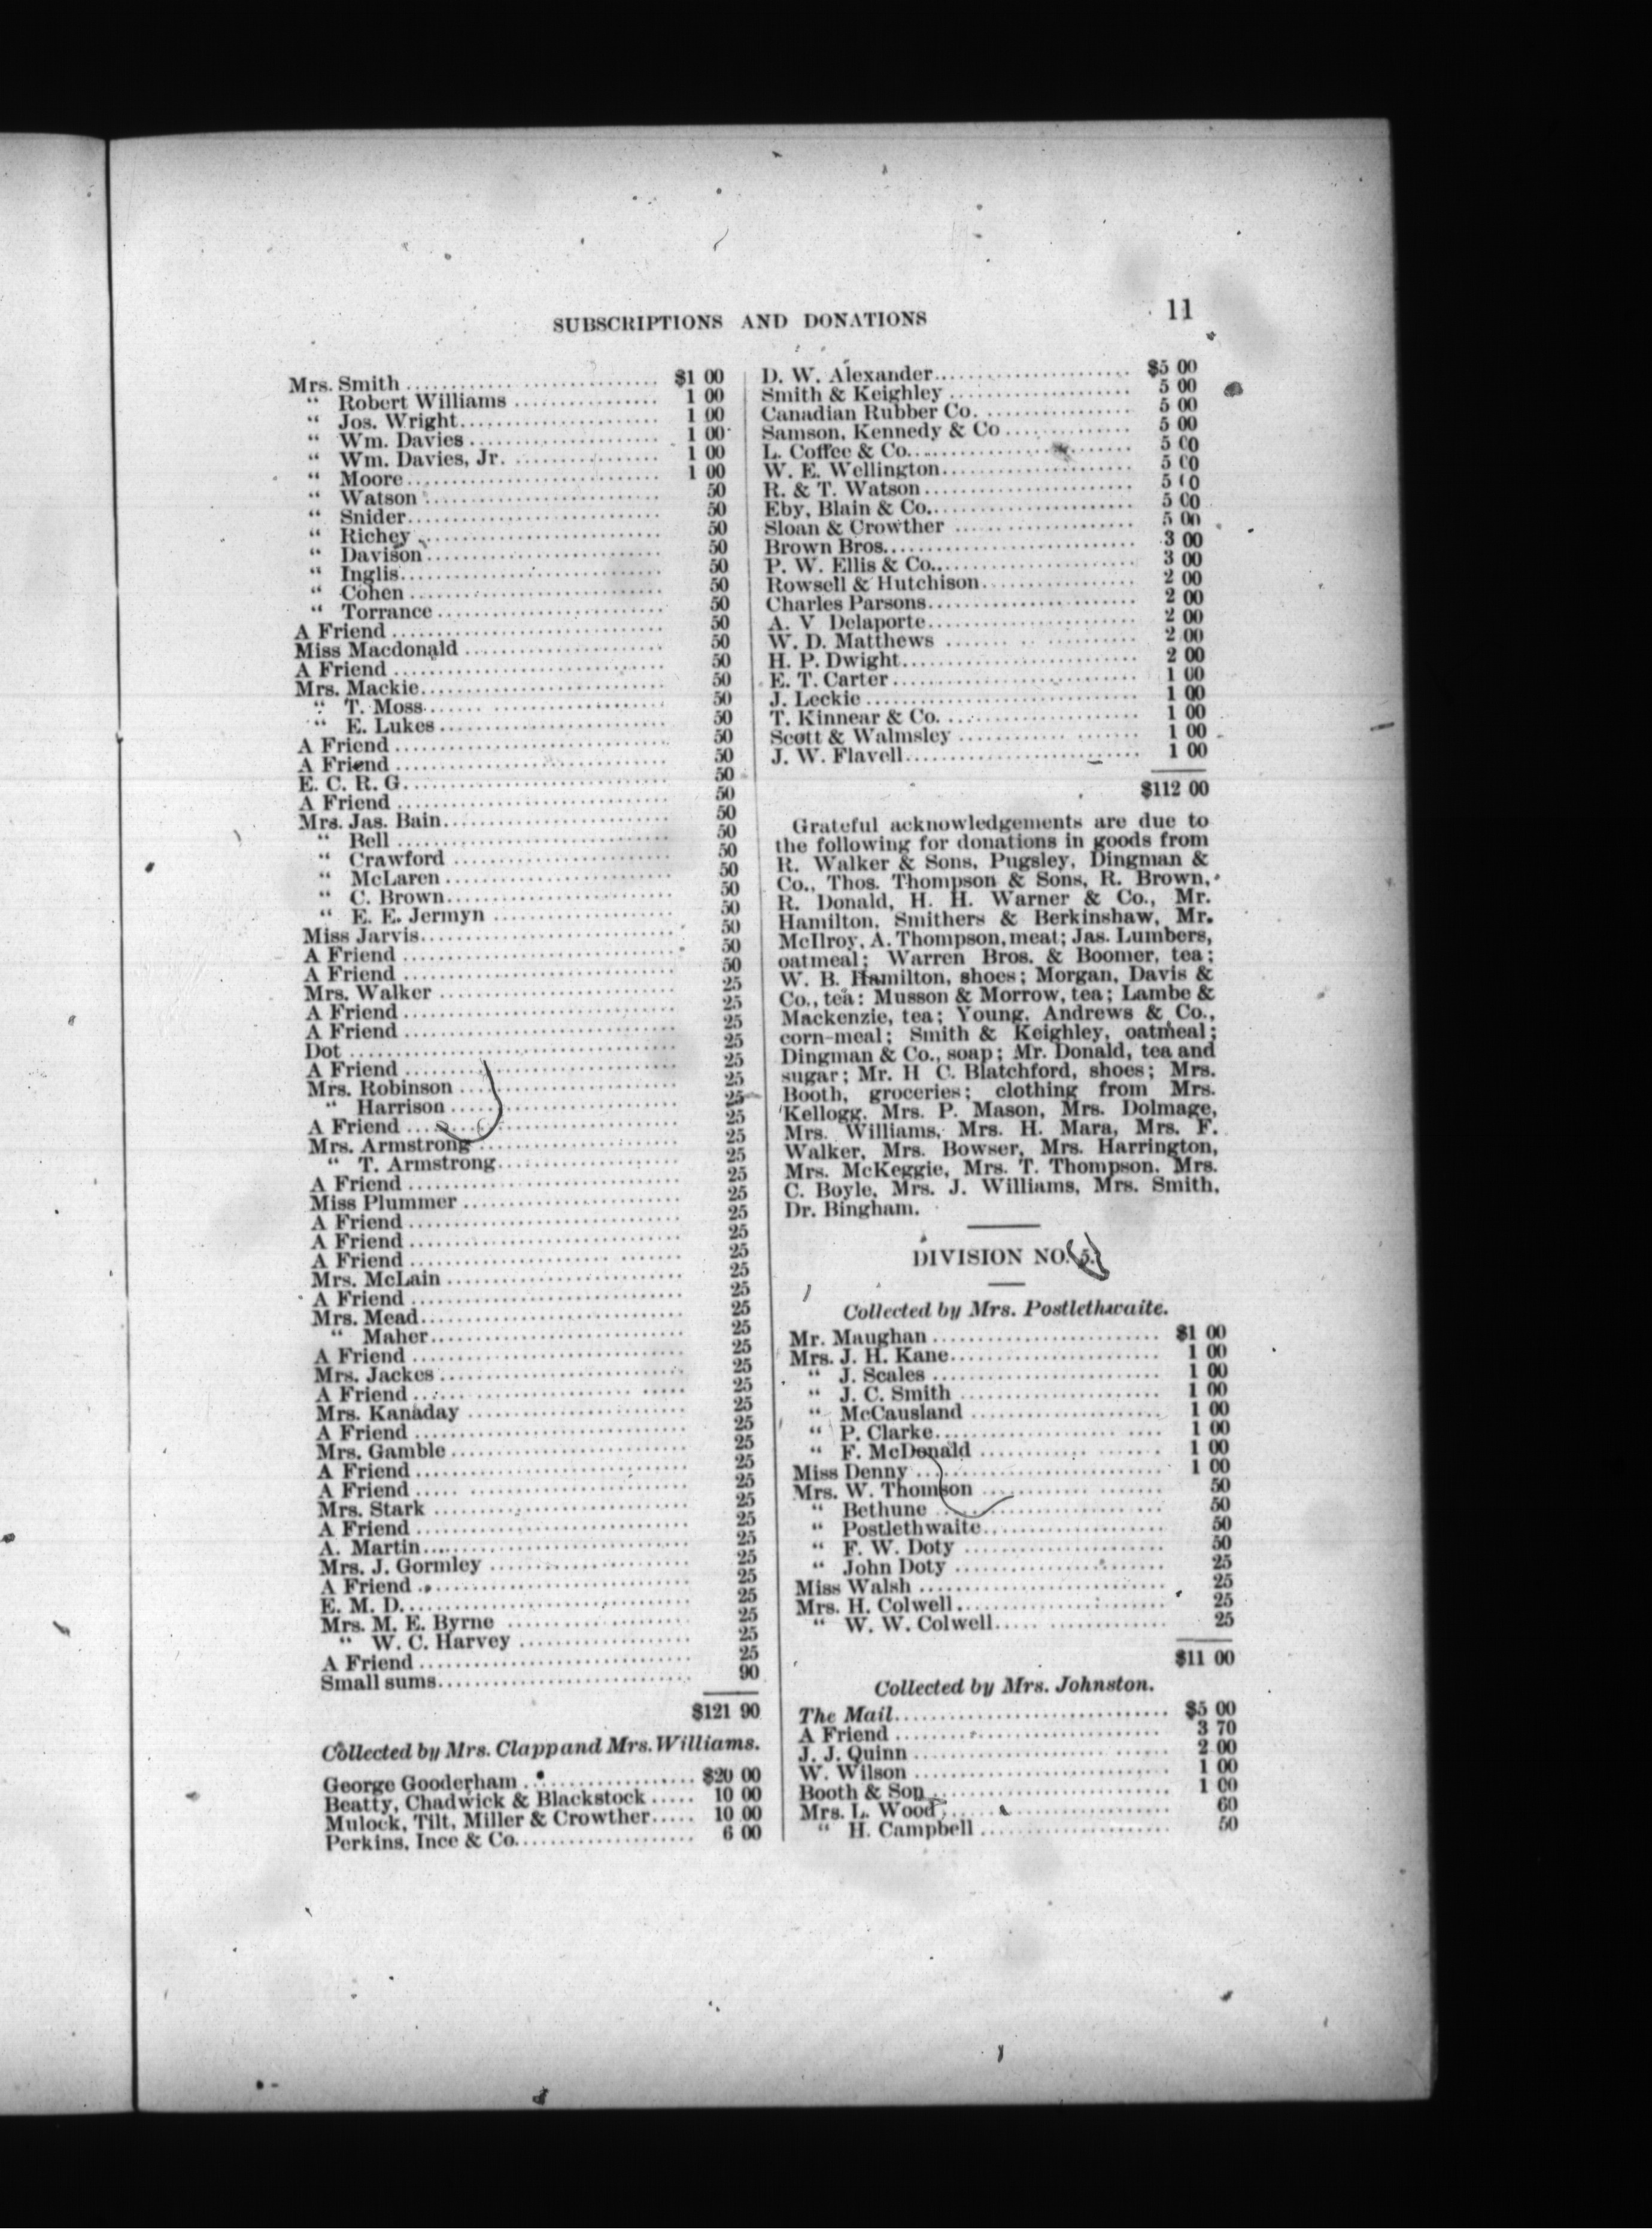 SUBSCRIPTIONS AND DONATIONS 11
Mrs. Smith ........................ $1 00
“ Robert Williams ................ 1 00
“ Jos. Wright..................... 1 00
“ Wm. Davies .................... 1 00
“ Wm. Davies, Jr. ............... 1 00
“ Moore.......................... 1 00
“ Watson ........................ 50
“ Snider......................... 50
“ Richey ........................ 50
“ Davison........................ 50
“ Inglis......................... 50
“ Cohen ......................... 50
“ Torrance ...................... 50
A Friend ......................... 50
Miss Macdonald ................... 50
A Friend ......................... 50
Mrs. Mackie....................... 50
“ T. Moss........................ 50
“ E. Lukes ...................... 50
A Friend ......................... 50
A Friend ......................... 50
E. C. R. G........................ 50
A Friend ......................... 50
Mrs. Jas. Bain.................... 50
“ Bell .......................... 50
“ Crawford ...................... 50
“ McLaren ....................... 50
“ C. Brown....................... 50
“ E. E. Jermyn .................. 50
Miss Jarvis....................... 50
A Friend ......................... 50
A Friend ......................... 50
Mrs. Walker ...................... 25
A Friend ......................... 25
A Friend ......................... 25
Dot .............................. 25
A Friend ......................... 25
Mrs. Robinson .................... 25
“ Harrison ...................... 25
A Friend ......................... 25
Mrs. Armstrong ................... 25
“ T. Armstrong................... 25
A Friend ......................... 25
Miss Plummer ..................... 25
A Friend ......................... 25
A Friend ......................... 25
A Friend ......................... 25
Mrs. McLain ...................... 25
A Friend ......................... 25
Mrs. Mead......................... 25
“ Maher.......................... 25
A Friend ......................... 25
Mrs. Jackes ...................... 25
A Friend ......................... 25
Mrs. Kanaday ..................... 25
A Friend ......................... 25
Mrs. Gamble ...................... 25
A Friend ......................... 25
A Friend ......................... 25
Mrs. Stark ....................... 25
A Friend ......................... 25
A. Martin......................... 25
Mrs. J. Gormley .................. 25
A Friend ......................... 25
E. M. D........................... 25
Mrs. M. E. Byrne ................. 25
“ W. C. Harvey .................. 25
A Friend ......................... 25
Small sums........................ 90
$121 90
Collected by Mrs. Clapp and Mrs. Williams.
George Gooderham .................. $20 00
Beatty, Chadwick & Blackstock ..... 10 00
Mulock, Tilt, Miller & Crowther..... 10 00
Perkins, Ince & Co................. 6 00
D. W. Alexander.................... $5 00
Smith & Keighley .................. 5 00
Canadian Rubber Co. ............... 5 00
Samson, Kennedy & Co .............. 5 00
L. Coffee & Co..................... 5 00
W. E. Wellington................... 5 00
R. & T. Watson..................... 5 00
Eby, Blain & Co.................... 5 00
Sloan & Crowther .................. 5 00
Brown Bros......................... 3 00
P. W. Ellis & Co................... 3 00
Rowsell & Hutchison................ 2 00
Charles Parsons.................... 2 00
A. V Delaporte..................... 2 00
W. D. Matthews .................... 2 00
H. P. Dwight....................... 2 00
E. T. Carter ...................... 1 00
J. Leckie ......................... 1 00
T. Kinnear & Co. .................. 1 00
Scott & Walmsley .................. 1 00
J. W. Flavell...................... 1 00
$112 00
Grateful acknowledgements are due to
the following for donations in goods from
R. Walker & Sons, Pugsley, Dingman &
Co., Thos. Thompson & Sons, R. Brown,
R. Donald, H. H. Warner & Co., Mr.
Hamilton, Smithers & Berkinshaw, Mr.
McIlroy, A. Thompson, meat; Jas. Lumbers,
oatmeal; Warren Bros. & Boomer, tea;
W. B. Hamilton, shoes; Morgan, Davis &
Co., tea: Musson & Morrow, tea; Lambe &
Mackenzie, tea; Young, Andrews & Co.,
corn-meal; Smith & Keighley, oatmeal;
Dingman & Co., soap; Mr. Donald, tea and
sugar; Mr. H C. Blatchford, shoes; Mrs.
Booth, groceries; clothing from Mrs.
Kellogg, Mrs. P. Mason, Mrs. Dolmage,
Mrs. Williams, Mrs. H. Mara, Mrs. F.
Walker, Mrs. Bowser, Mrs. Harrington,
Mrs. McKeggie, Mrs. T. Thompson, Mrs.
C. Boyle, Mrs. J. Williams, Mrs. Smith,
Dr. Bingham.
DIVISION NO. 5.
Collected by Mrs. Postlethwaite.
Mr. Maughan ....................... $1 00
Mrs. J. H. Kane.................... 1 00
“ J. Scales ...................... 1 00
“ J. C. Smith .................... 1 00
“ McCausland ..................... 1 00
“ P. Clarke....................... 1 00
“ F. McDonald .................... 1 00
Miss Denny ........................ 1 00
Mrs. W. Thomson ................... 50
“ Bethune ........................ 50
“ Postlethwaite................... 50
“ F. W. Doty ..................... 50
“ John Doty ...................... 25
Miss Walsh ........................ 25
Mrs. H. Colwell.................... 25
“ W. W. Colwell................... 25
$11 00
Collected by Mrs. Johnston.
The Mail........................... $5 00
A Friend .......................... 3 70
J. J. Quinn ....................... 2 00
W. Wilson ......................... 1 00
Booth & Son ....................... 1 00
Mrs. L. Wood ...................... 60
“ H. Campbell .................... 50